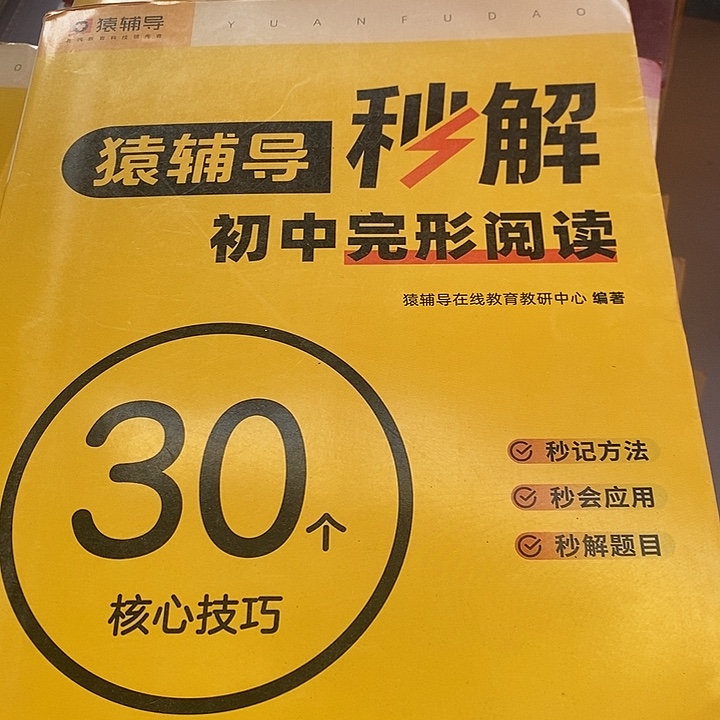 猿辅导
YUANFUDAO
猿辅导 秒解
初中完形阅读
猿辅导在线教育教研中心 编著
30个
核心技巧
秒记方法
秒会应用
秒解题目